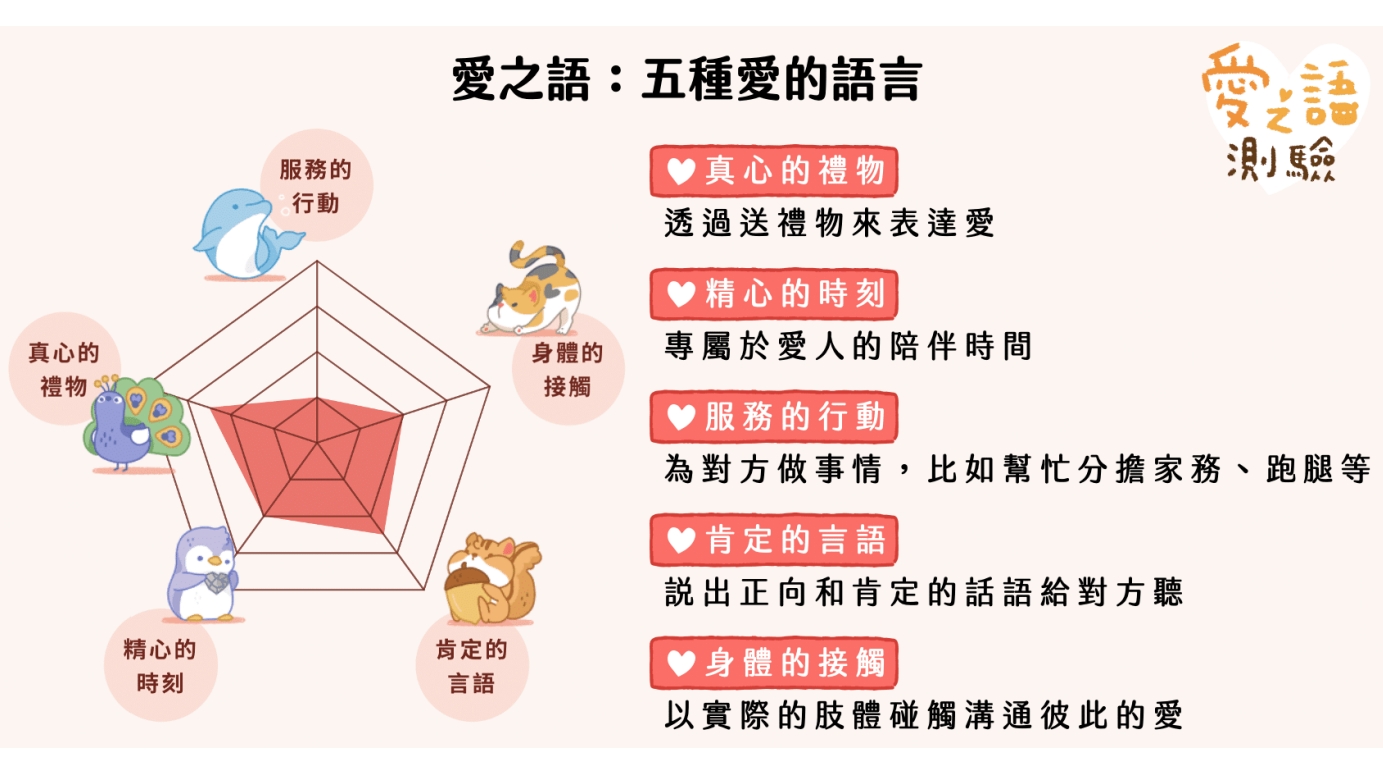 愛之語：五種愛的語言
愛之語
測驗
服務的
行動
身體的
接觸
真心的
禮物
精心的
時刻
肯定的
言語
真心的禮物
透過送禮物來表達愛
精心的時刻
專屬於愛人的陪伴時間
服務的行動
為對方做事情，比如幫忙分擔家務、跑腿等
肯定的言語
說出正向和肯定的話語給對方聽
身體的接觸
以實際的肢體碰觸溝通彼此的愛